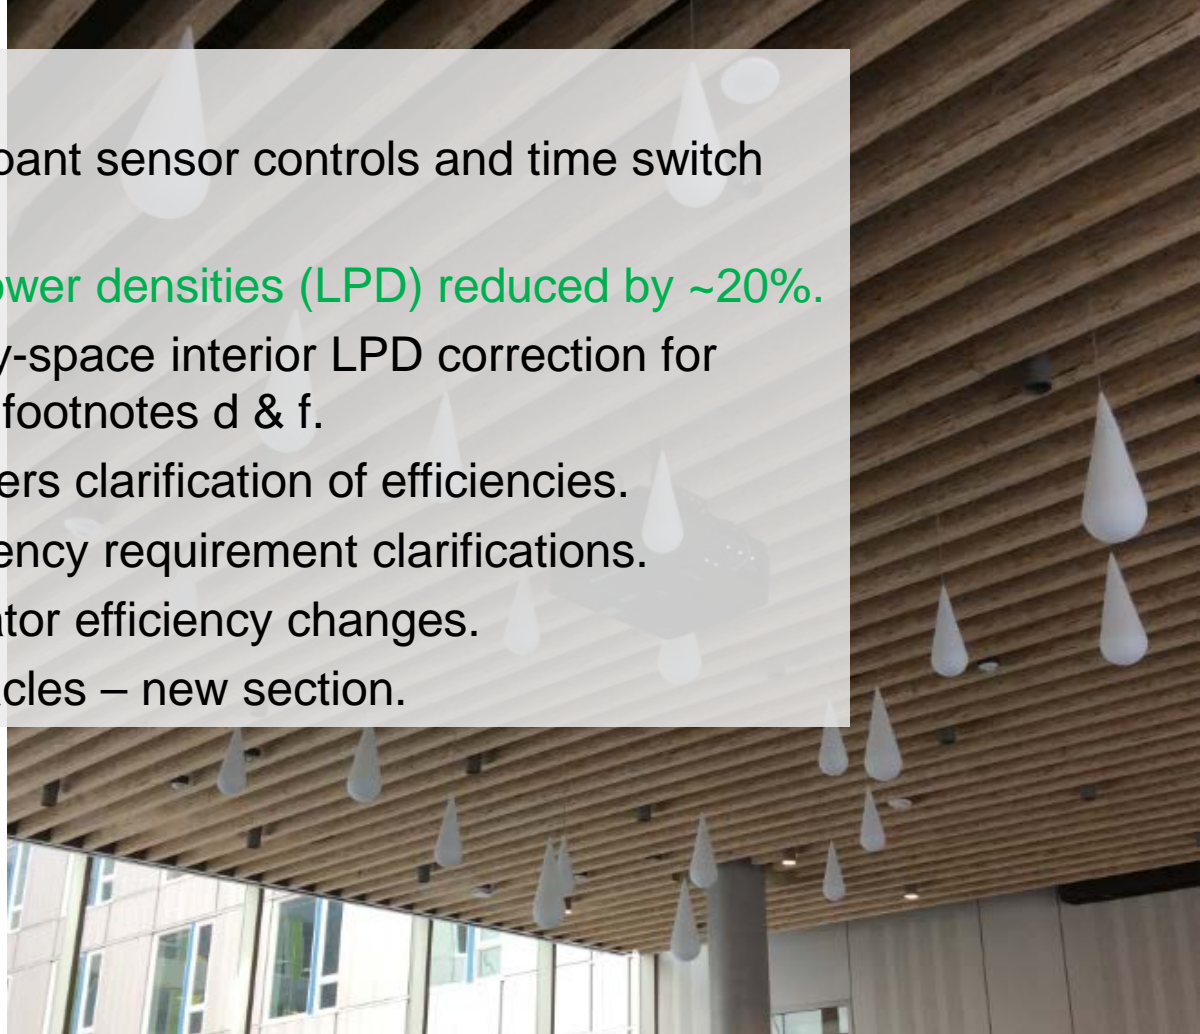 pant sensor controls and time switch
ower densities (LPD) reduced by ~20%.
y-space interior LPD correction for
footnotes d & f.
ers clarification of efficiencies.
ency requirement clarifications.
ator efficiency changes.
cles – new section.